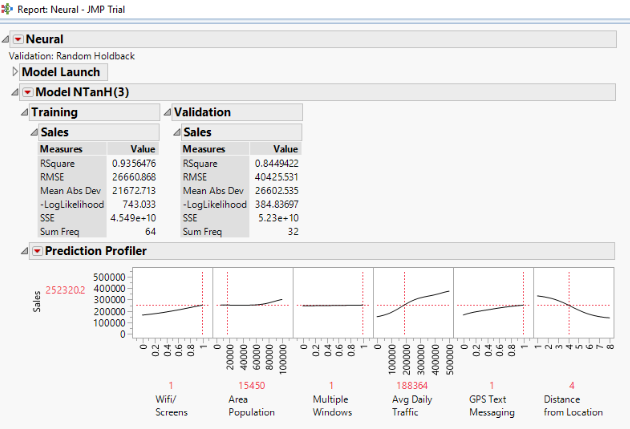 Report: Neural - JMP Trial
Neural
Validation: Random Holdback
Model Launch
Model NTanH(3)
Training Validation
Sales Sales
Measures Value Measures Value
RSquare 0.9356476 RSquare 0.8449422
RMSE 26660.868 RMSE 40425.531
Mean Abs Dev 21672.713 Mean Abs Dev 26602.535
-LogLikelihood 743.033 -LogLikelihood 384.83697
SSE 4.549e+10 SSE 5.23e+10
Sum Freq 64 Sum Freq 32
Prediction Profiler
Sales
252320.2
500000
400000
300000
200000
100000
0
0 0.2 0.4 0.6 0.8 1
0 20000 40000 60000 80000 100000
0 0.2 0.4 0.6 0.8 1
0 100000 200000 300000 400000 500000
0 0.2 0.4 0.6 0.8 1
1 2 3 4 5 6 7 8
1 15450 1 188364 1 4
Wifi/ Area Multiple Avg Daily GPS Text Distance
Screens Population Windows Traffic Messaging from Location